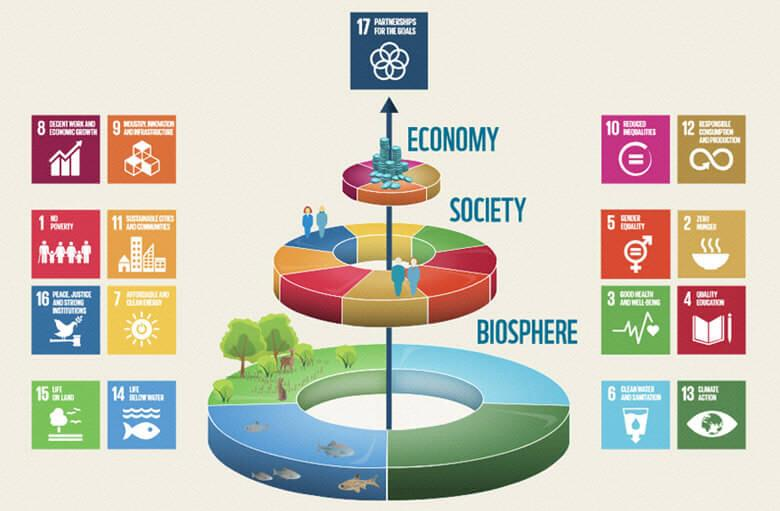 17 PARTNERSHIPS
FOR THE GOALS
ECONOMY
SOCIETY
BIOSPHERE
8 DECENT WORK AND
ECONOMIC GROWTH
9 INDUSTRY, INNOVATION
AND INFRASTRUCTURE
10 REDUCED
INEQUALITIES
12 RESPONSIBLE
CONSUMPTION
AND PRODUCTION
1 NO
POVERTY
11 SUSTAINABLE CITIES
AND COMMUNITIES
5 GENDER
EQUALITY
2 ZERO
HUNGER
16 PEACE, JUSTICE
AND STRONG
INSTITUTIONS
7 AFFORDABLE AND
CLEAN ENERGY
3 GOOD HEALTH
AND WELL-BEING
4 QUALITY
EDUCATION
15 LIFE
ON LAND
14 LIFE
BELOW WATER
6 CLEAN WATER
AND SANITATION
13 CLIMATE
ACTION